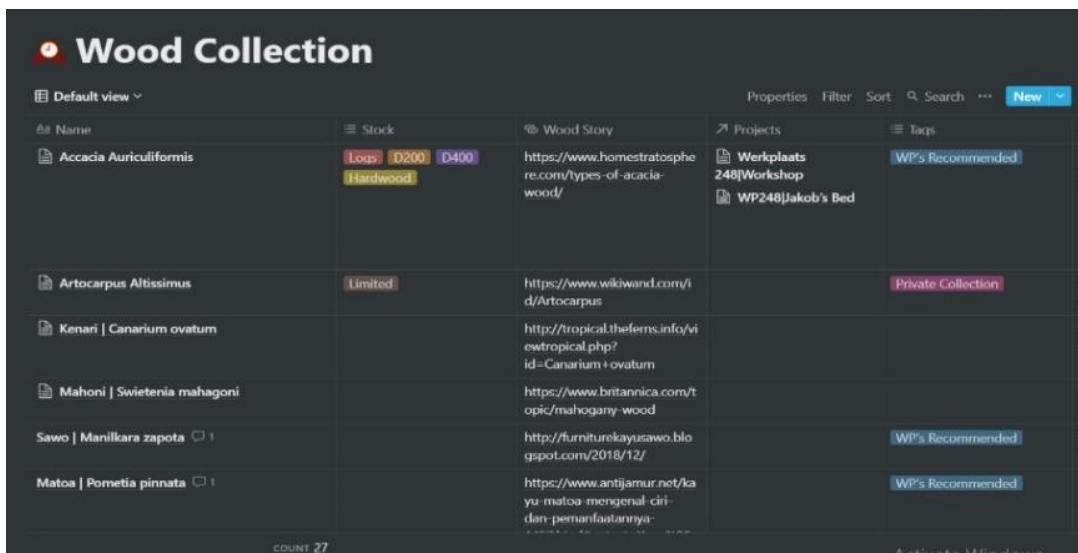 Wood Collection
Default view
Properties Filter Sort Search ... New
Name Stock Wood Story Projects Tags
Accacia Auriculiformis
Logs D200 D400
Hardwood
https://www.homestratosphe
re.com/types-of-acacia-
wood/
Werkplaats
248|Workshop
WP248|Jakob's Bed
WP's Recommended
Artocarpus Altissimus
Limited
https://www.wikiwand.com/i
d/Artocarpus
Private Collection
Kenari | Canarium ovatum
http://tropical.theferns.info/vi
ewtropical.php?
id=Canarium+ovatum
Mahoni | Swietenia mahagoni
https://www.britannica.com/t
opic/mahogany-wood
Sawo | Manilkara zapota 1
http://furniturekayusawo.blo
gspot.com/2018/12/
WP's Recommended
Matoa | Pometia pinnata 1
https://www.antijamur.net/ka
yu-matoa-mengenal-ciri-
dan-pemanfaatannya-
WP's Recommended
COUNT 27
Activate Windows